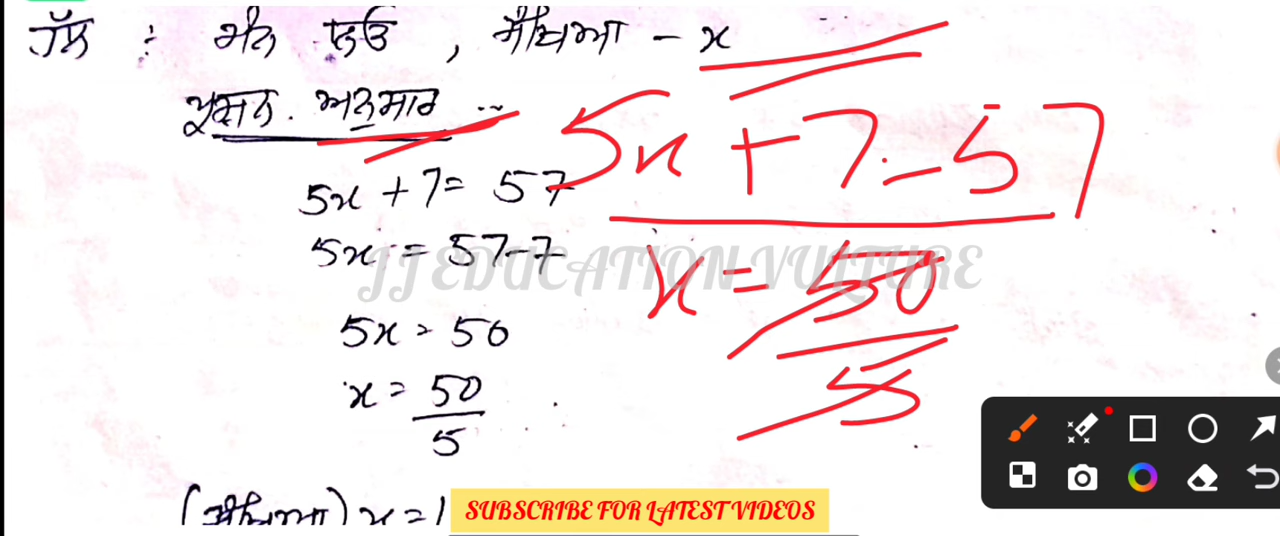 ਹੱਲ : ਮੰਨ ਲਓ , ਸੰਖਿਆ - x
ਪ੍ਰਸ਼ਨ. ਅਨੁਸਾਰ ..
5x + 7 = 57
5x = 57-7
5x = 50
x = 50/5
(ਸੰਖਿਆ) x = 1
5x + 7 = 57
x = 50/5
JJ EDUCATION VULTURE
SUBSCRIBE FOR LATEST VIDEOS